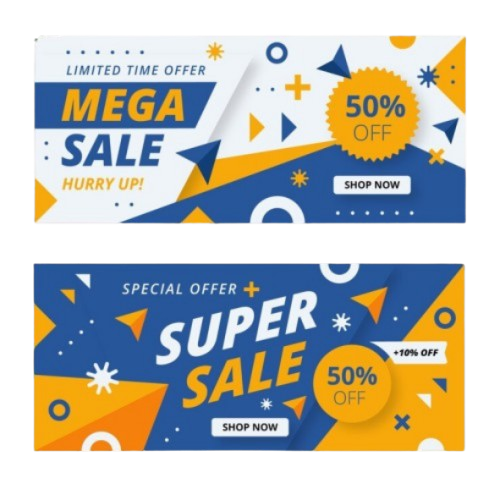 LIMITED TIME OFFER
MEGA
SALE
HURRY UP!
50%
OFF
SHOP NOW
SPECIAL OFFER
SUPER
SALE
SHOP NOW
50%
OFF
+10% OFF